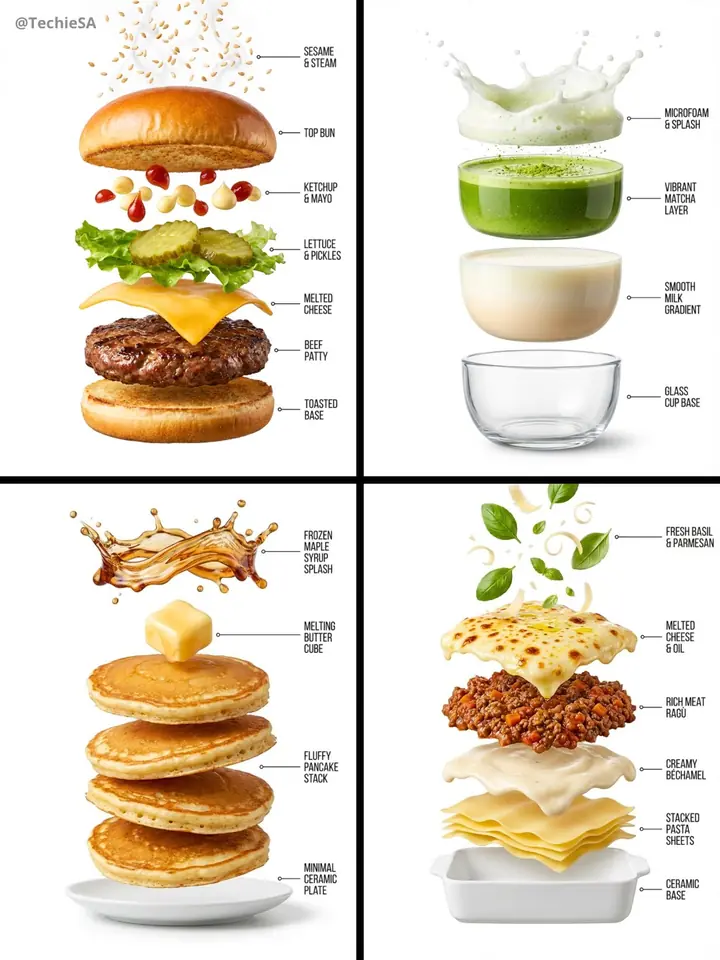 @TechieSA
SESAME
& STEAM
TOP BUN
KETCHUP
& MAYO
LETTUCE
& PICKLES
MELTED
CHEESE
BEEF
PATTY
TOASTED
BASE
MICROFOAM
& SPLASH
VIBRANT
MATCHA
LAYER
SMOOTH
MILK
GRADIENT
GLASS
CUP BASE
FROZEN
MAPLE
SYRUP
SPLASH
MELTING
BUTTER
CUBE
FLUFFY
PANCAKE
STACK
MINIMAL
CERAMIC
PLATE
FRESH BASIL
& PARMESAN
MELTED
CHEESE
& OIL
RICH MEAT
RAGÙ
CREAMY
BÉCHAMEL
STACKED
PASTA
SHEETS
CERAMIC
BASE